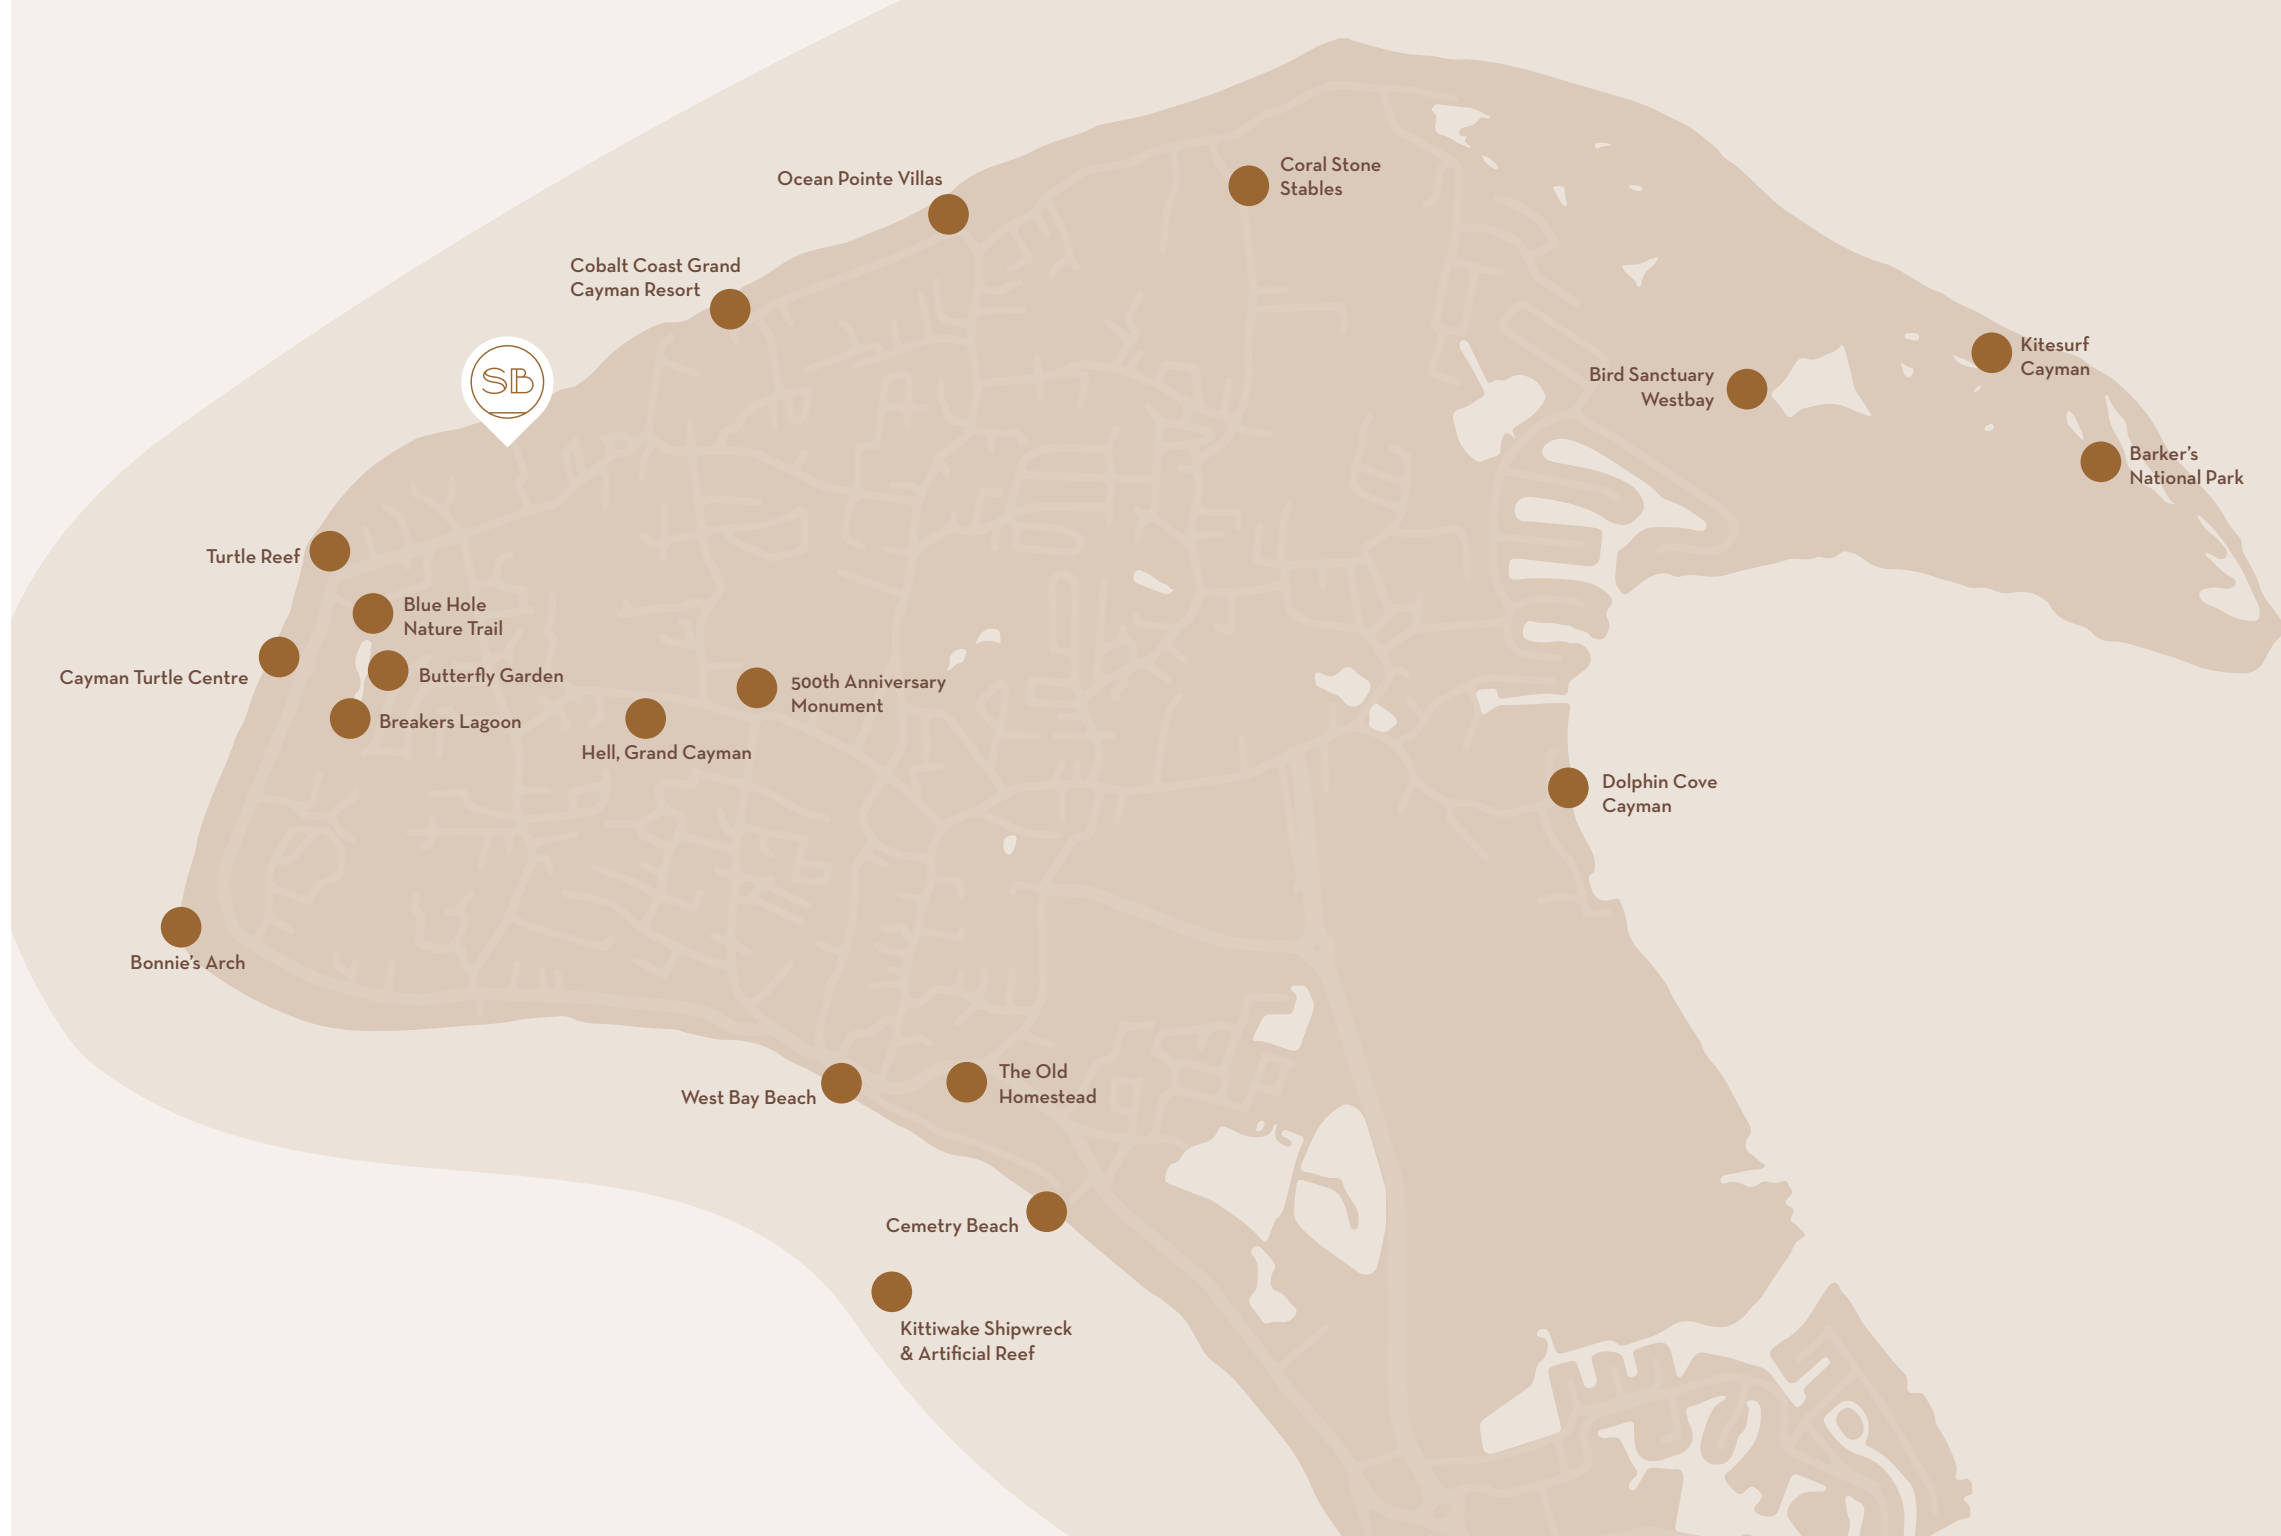 Coral Stone
Stables
Ocean Pointe Villas
Cobalt Coast Grand
Cayman Resort
SB
Kitesurf
Cayman
Bird Sanctuary
Westbay
Barker's
National Park
Turtle Reef
Blue Hole
Nature Trail
Cayman Turtle Centre
Butterfly Garden
500th Anniversary
Monument
Breakers Lagoon
Hell, Grand Cayman
Dolphin Cove
Cayman
Bonnie's Arch
The Old
Homestead
West Bay Beach
Cemetry Beach
Kittiwake Shipwreck
& Artificial Reef